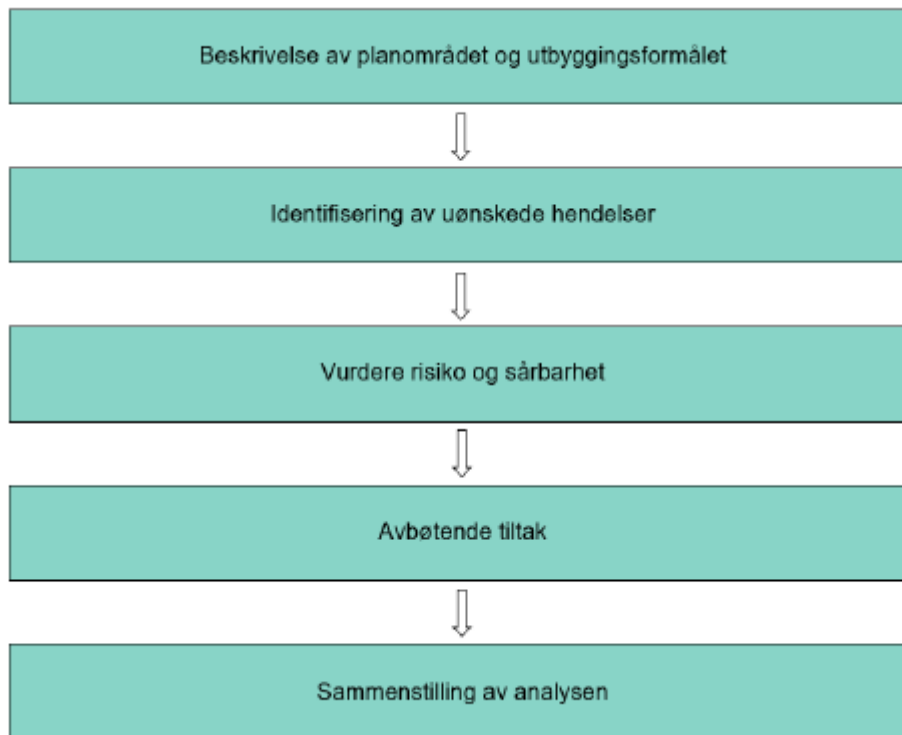 Beskrivelse av planområdet og utbyggingsformålet
Identifisering av uønskede hendelser
Vurdere risiko og sårbarhet
Avbøtende tiltak
Sammenstilling av analysen